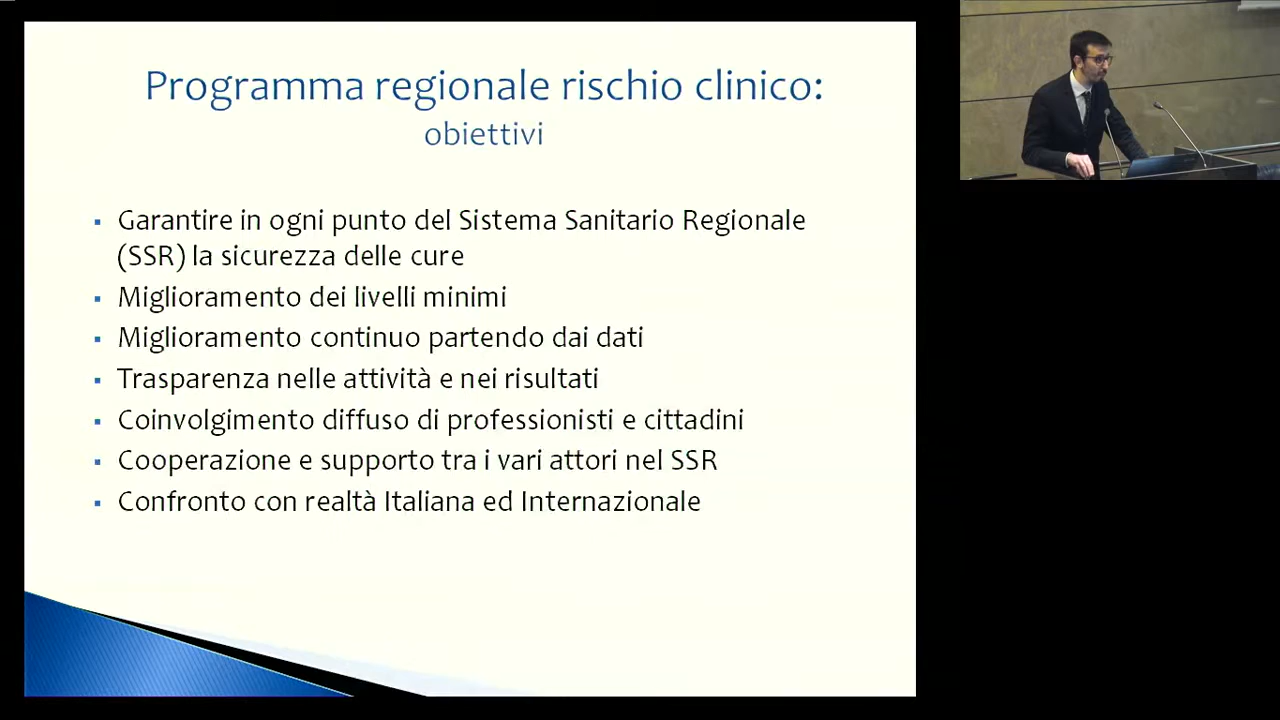 Programma regionale rischio clinico:
obiettivi
Garantire in ogni punto del Sistema Sanitario Regionale
(SSR) la sicurezza delle cure
Miglioramento dei livelli minimi
Miglioramento continuo partendo dai dati
Trasparenza nelle attività e nei risultati
Coinvolgimento diffuso di professionisti e cittadini
Cooperazione e supporto tra i vari attori nel SSR
Confronto con realtà Italiana ed Internazionale